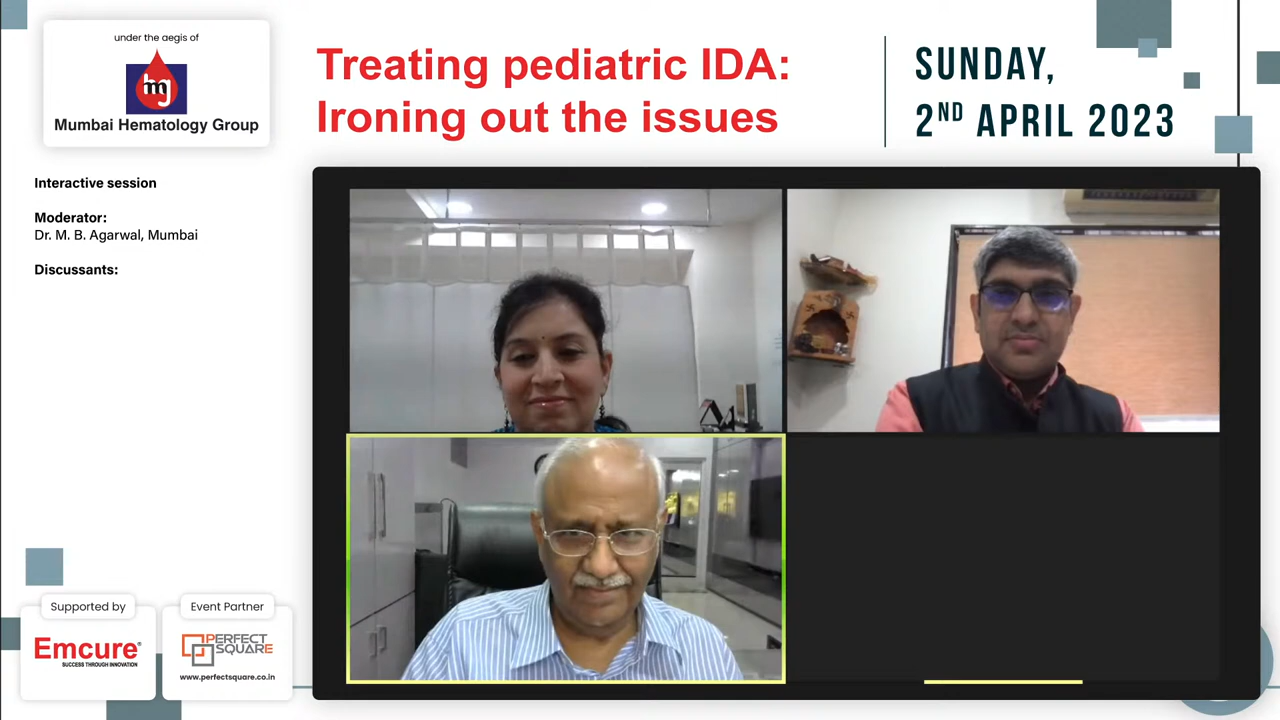 under the aegis of
hmg
Mumbai Hematology Group
Treating pediatric IDA:
Ironing out the issues
SUNDAY,
2ND APRIL 2023
Interactive session
Moderator:
Dr. M. B. Agarwal, Mumbai
Discussants:
Supported by
Emcure®
SUCCESS THROUGH INNOVATION
Event Partner
PERFECT
SQUARE
www.perfectsquare.co.in